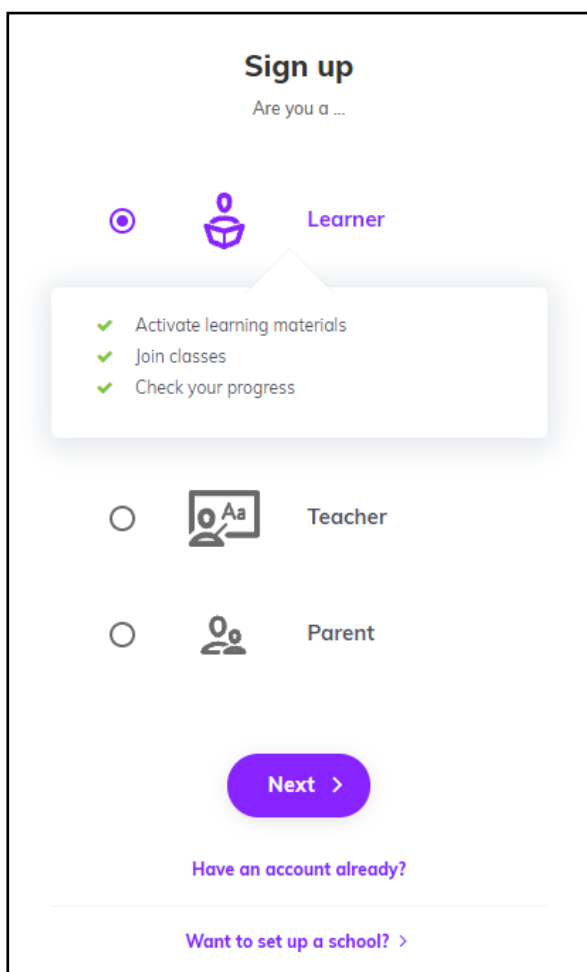 Sign up
Are you a ...
Learner
Activate learning materials
Join classes
Check your progress
Aa
Teacher
Parent
Next
Have an account already?
Want to set up a school?